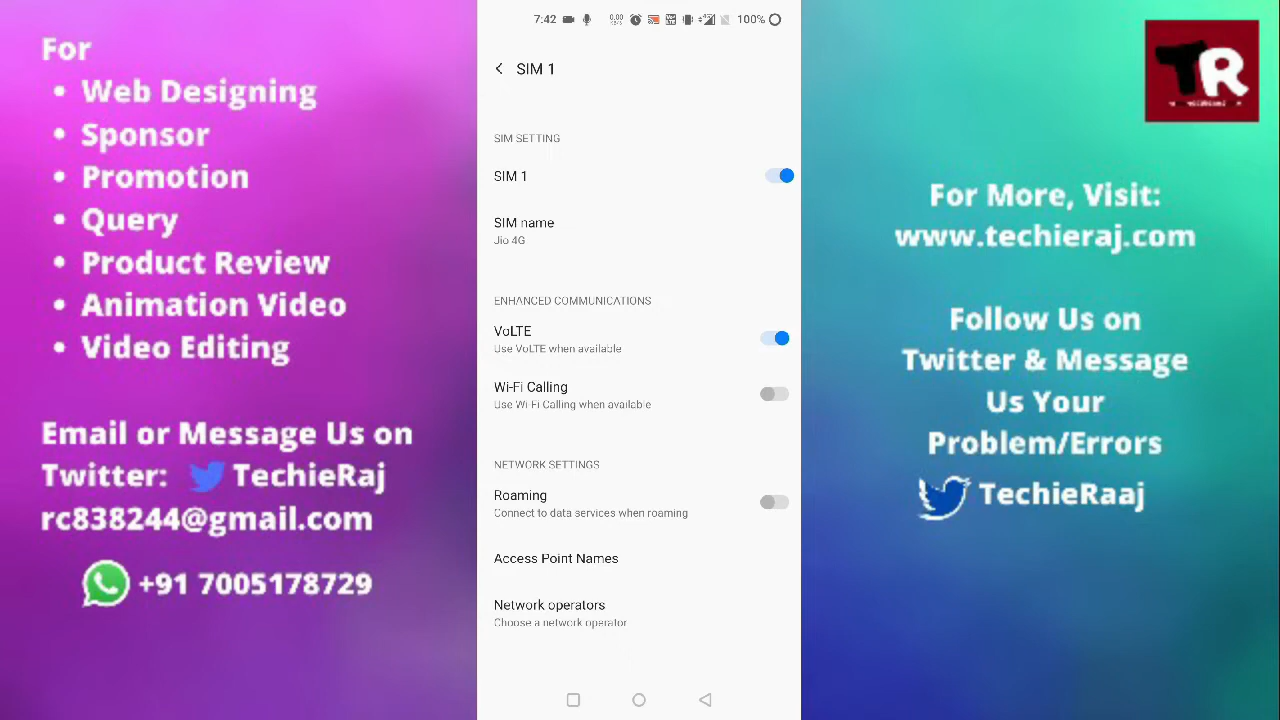 For
• Web Designing
• Sponsor
• Promotion
• Query
• Product Review
• Animation Video
• Video Editing
Email or Message Us on
Twitter: TechieRaj
rc838244@gmail.com
+91 7005178729
7:42
0.00
100%
SIM 1
SIM SETTING
SIM 1
SIM name
Jio 4G
ENHANCED COMMUNICATIONS
VoLTE
Use VoLTE when available
Wi-Fi Calling
Use Wi-Fi Calling when available
NETWORK SETTINGS
Roaming
Connect to data services when roaming
Access Point Names
Network operators
Choose a network operator
TR
For More, Visit:
www.techieraj.com
Follow Us on
Twitter & Message
Us Your
Problem/Errors
TechieRaaj